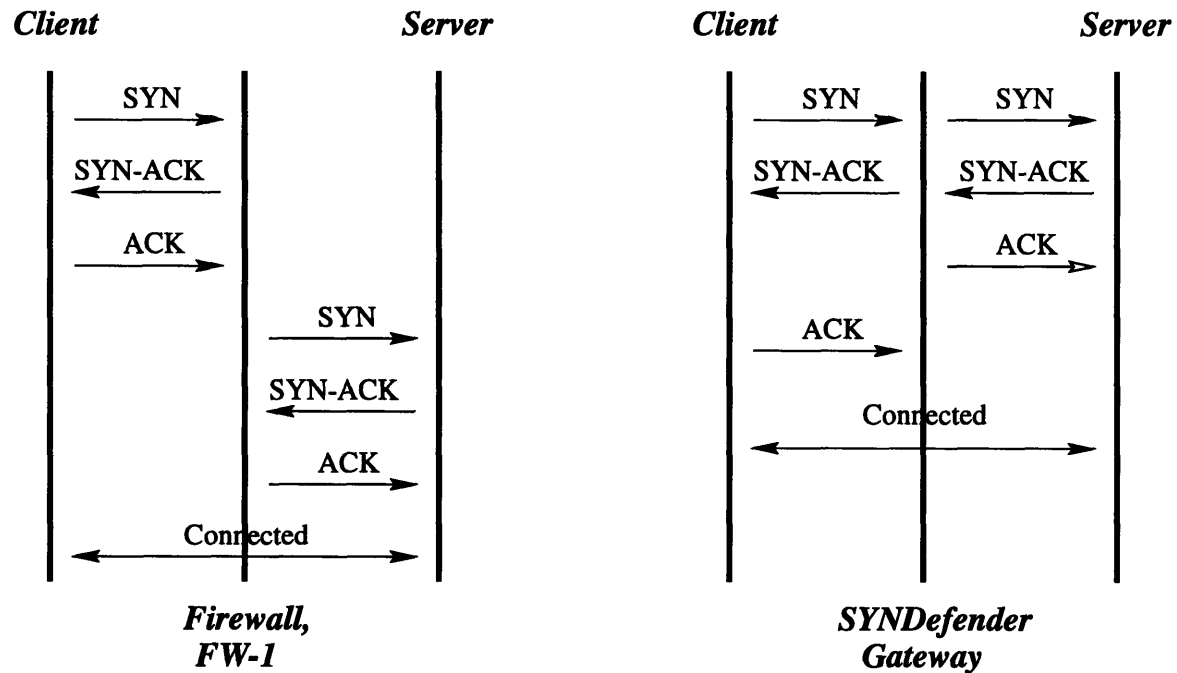 Client Server
SYN
SYN-ACK
ACK
SYN
SYN-ACK
ACK
Connected
Firewall,
FW-1
Client Server
SYN SYN
SYN-ACK SYN-ACK
ACK
ACK
Connected
SYNDefender
Gateway